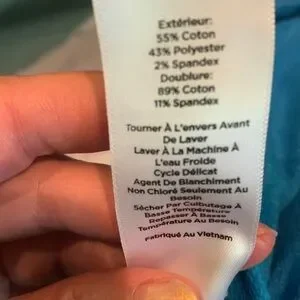 Extérieur:
55% Coton
43% Polyester
2% Spandex
Doublure:
89% Coton
11% Spandex
Tourner À L'envers Avant
De Laver
Laver À La Machine À
L'eau Froide
Cycle Délicat
Agent De Blanchiment
Non Chloré Seulement Au
Besoin
Sécher Par Culbutage À
Basse Température
Repasser À Basse
Température Au Besoin
Fabriqué Au Vietnam